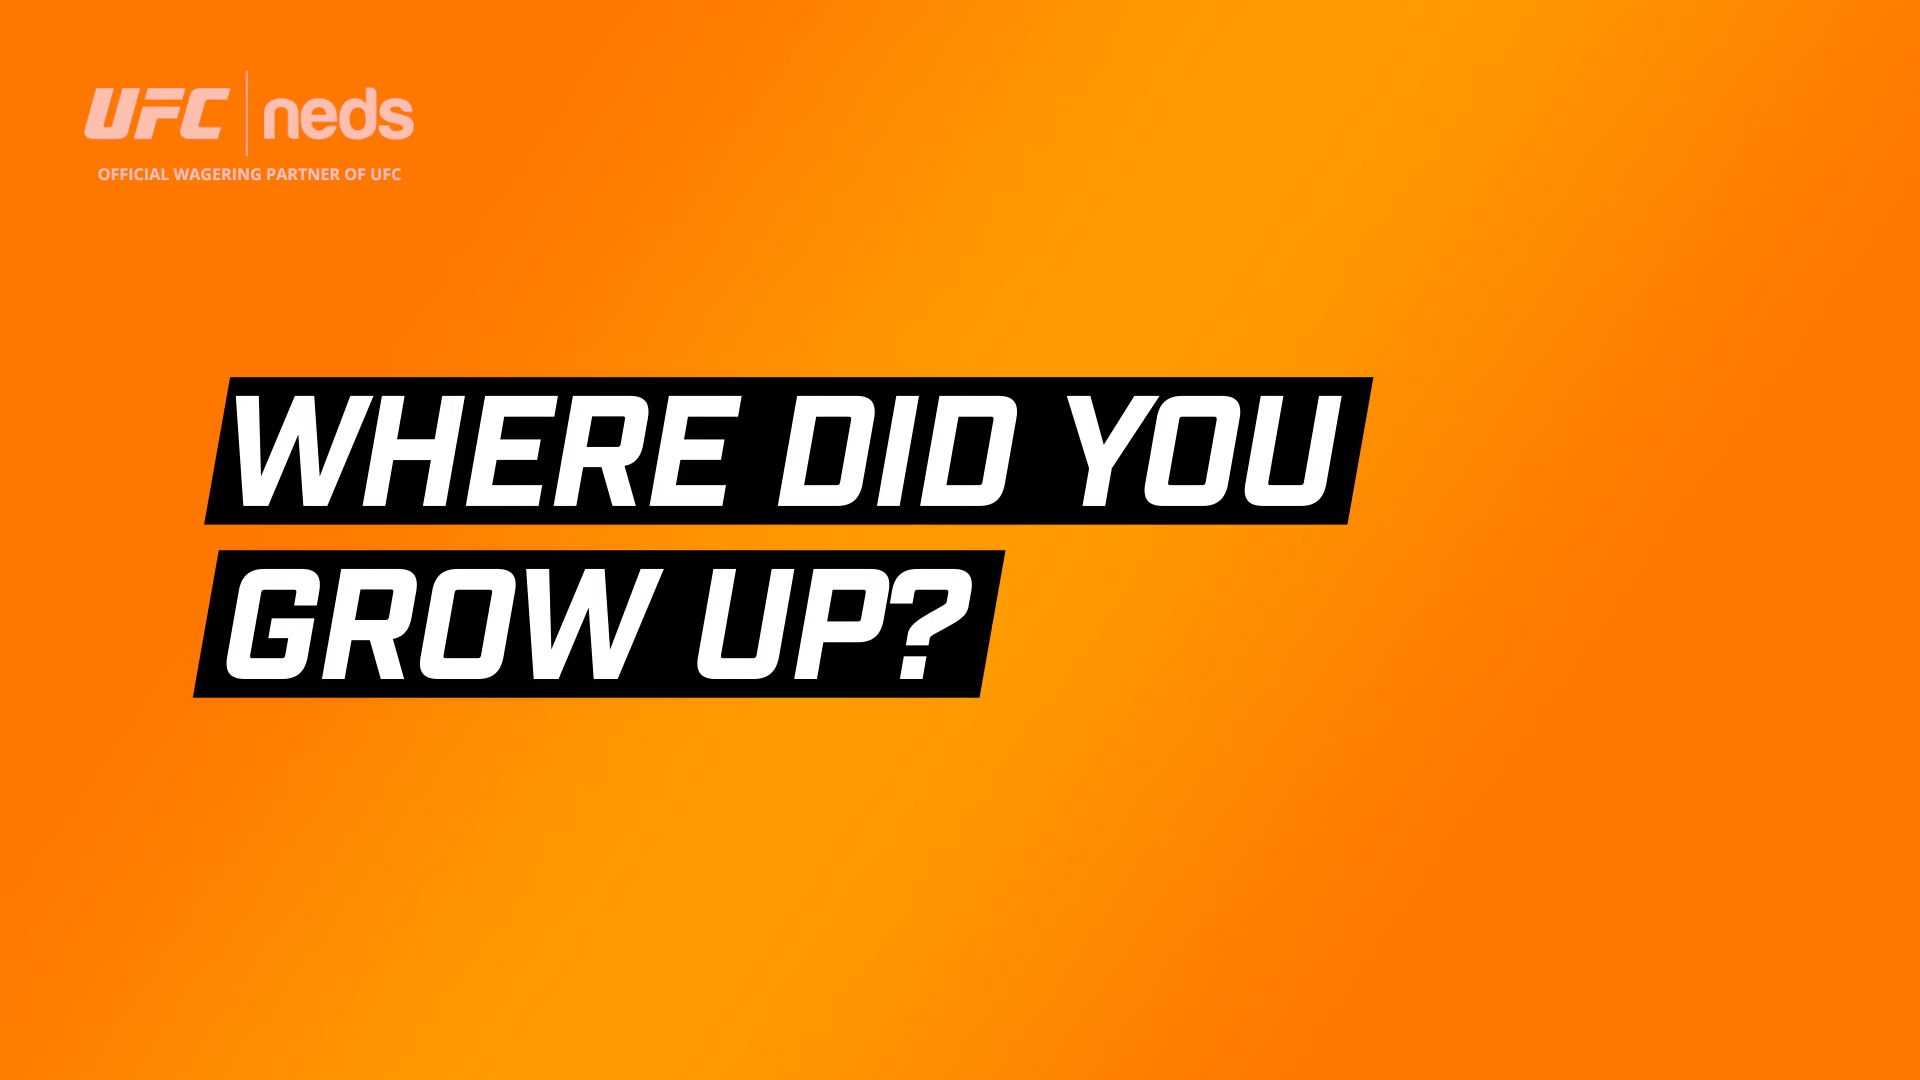 UFC | neds
OFFICIAL WAGERING PARTNER OF UFC
WHERE DID YOU
GROW UP?